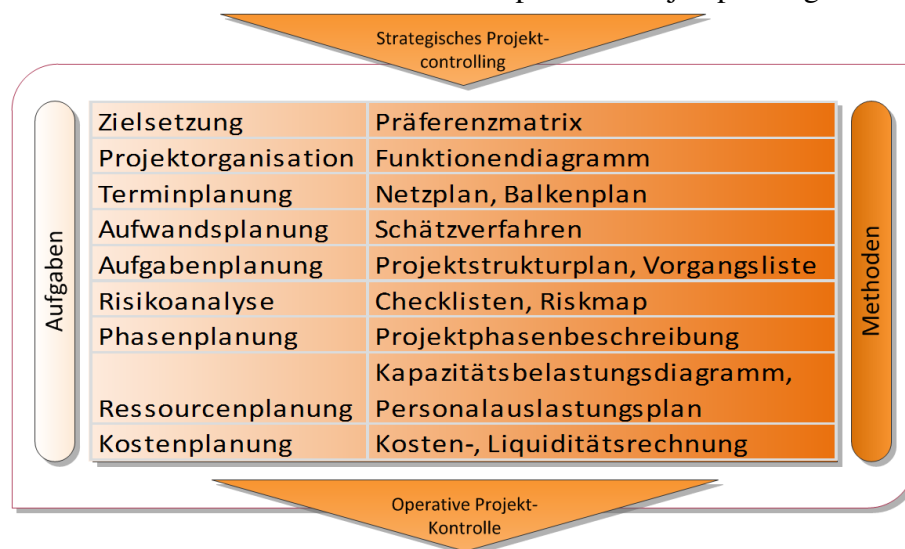 Strategisches Projekt-
controlling
Aufgaben
Zielsetzung Präferenzmatrix
Projektorganisation Funktionendiagramm
Terminplanung Netzplan, Balkenplan
Aufwandsplanung Schätzverfahren
Aufgabenplanung Projektstrukturplan, Vorgangsliste
Risikoanalyse Checklisten, Riskmap
Phasenplanung Projektphasenbeschreibung
Kapazitätsbelastungsdiagramm,
Ressourcenplanung Personalauslastungsplan
Kostenplanung Kosten-, Liquiditätsrechnung
Methoden
Operative Projekt-
Kontrolle